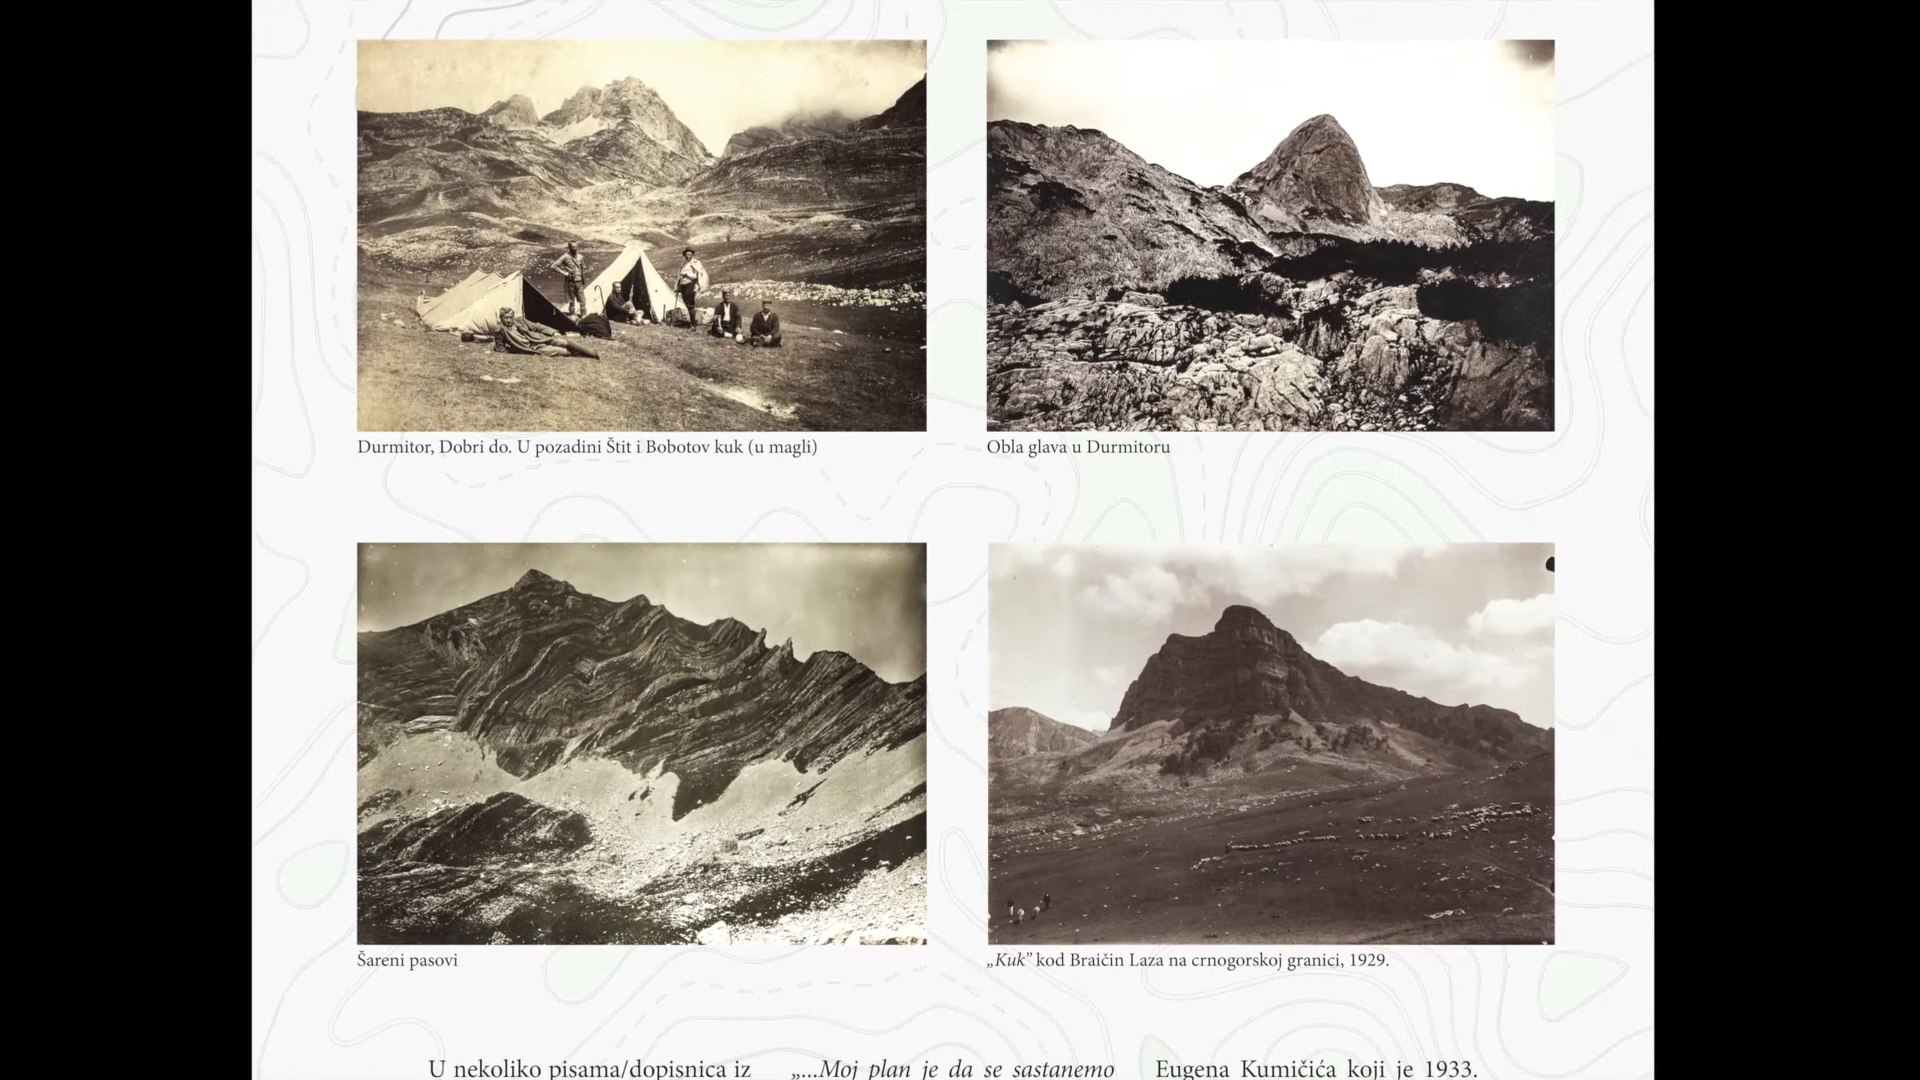 Durmitor, Dobri do. U pozadini Štit i Bobotov kuk (u magli)
Obla glava u Durmitoru
Šareni pasovi
„Kuk” kod Braičin Laza na crnogorskoj granici, 1929.
U nekoliko pisama/dopisnica iz
„...Moj plan je da se sastanemo
Eugena Kumičića koji je 1933.